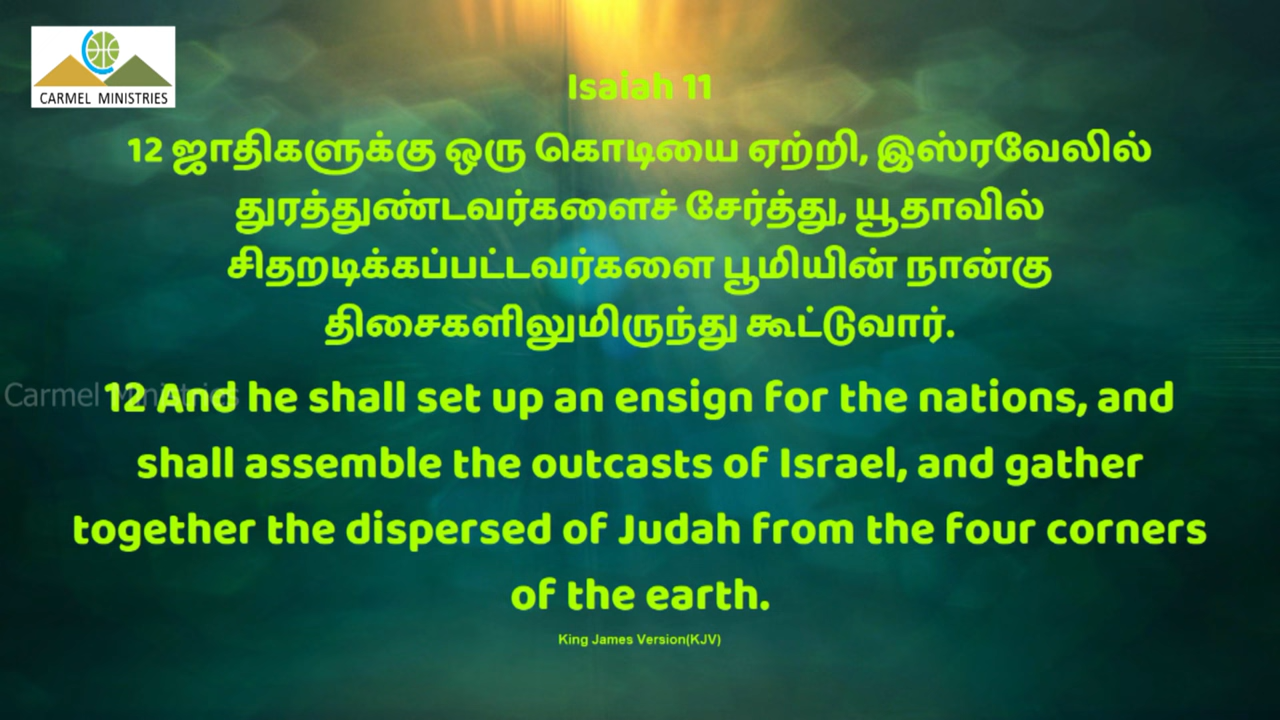 CARMEL MINISTRIES
Isaiah 11
12 ஜாதிகளுக்கு ஒரு கொடியை ஏற்றி, இஸ்ரவேலில்
துரத்துண்டவர்களைச் சேர்த்து, யூதாவில்
சிதறடிக்கப்பட்டவர்களை பூமியின் நான்கு
திசைகளிலுமிருந்து கூட்டுவார்.
Carmel Ministries
12 And he shall set up an ensign for the nations, and
shall assemble the outcasts of Israel, and gather
together the dispersed of Judah from the four corners
of the earth.
King James Version(KJV)